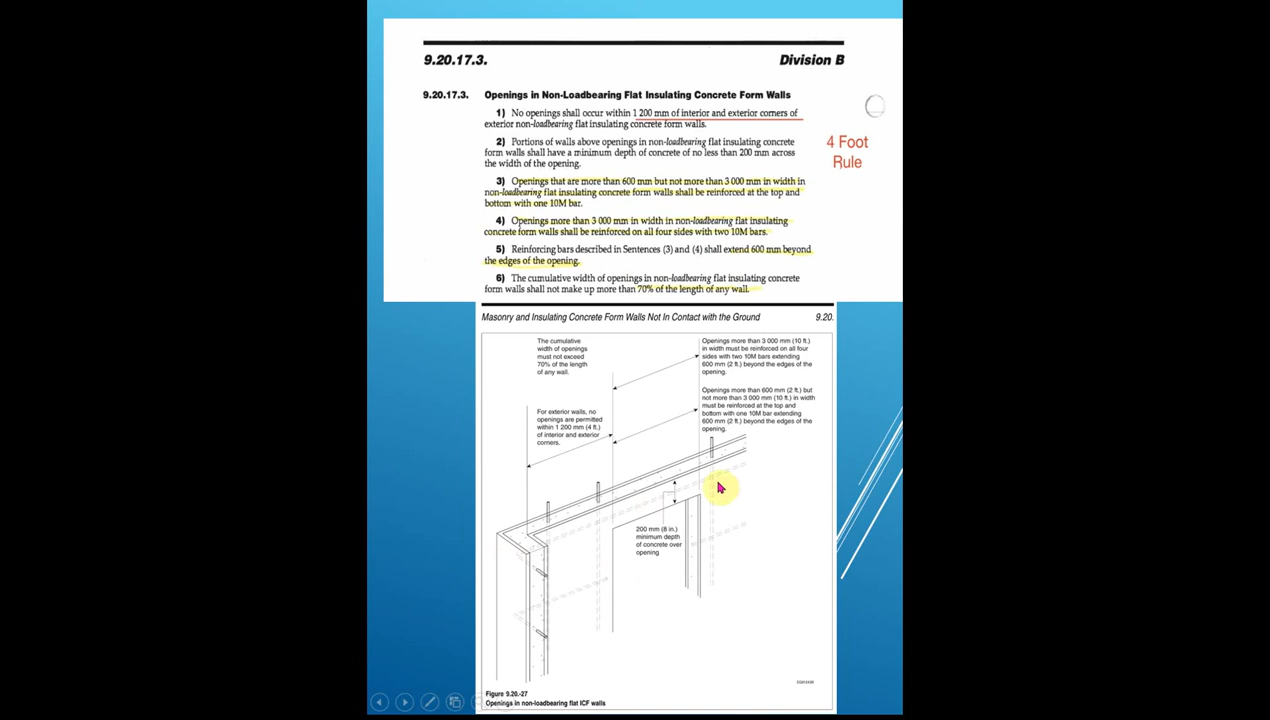 9.20.17.3. Division B
9.20.17.3. Openings in Non-Loadbearing Flat Insulating Concrete Form Walls
1) No openings shall occur within 1 200 mm of interior and exterior corners of
exterior non-loadbearing flat insulating concrete form walls.
2) Portions of walls above openings in non-loadbearing flat insulating concrete
form walls shall have a minimum depth of concrete of no less than 200 mm across
the width of the opening.
3) Openings that are more than 600 mm but not more than 3 000 mm in width in
non-loadbearing flat insulating concrete form walls shall be reinforced at the top and
bottom with one 10M bar.
4) Openings more than 3 000 mm in width in non-loadbearing flat insulating
concrete form walls shall be reinforced on all four sides with two 10M bars.
5) Reinforcing bars described in Sentences (3) and (4) shall extend 600 mm beyond
the edges of the opening.
6) The cumulative width of openings in non-loadbearing flat insulating concrete
form walls shall not make up more than 70% of the length of any wall.
4 Foot
Rule
Masonry and Insulating Concrete Form Walls Not In Contact with the Ground 9.20.
The cumulative
width of openings
must not exceed
70% of the length
of any wall.
Openings more than 3 000 mm (10 ft.)
in width must be reinforced on all four
sides with two 10M bars extending
600 mm (2 ft.) beyond the edges of the
opening.
Openings more than 600 mm (2 ft.) but
not more than 3 000 mm (10 ft.) in width
must be reinforced at the top and
bottom with one 10M bar extending
600 mm (2 ft.) beyond the edges of the
opening.
For exterior walls, no
openings are permitted
within 1 200 mm (4 ft.)
of interior and exterior
corners.
200 mm (8 in.)
minimum depth
of concrete over
opening
Figure 9.20.-27
Openings in non-loadbearing flat ICF walls